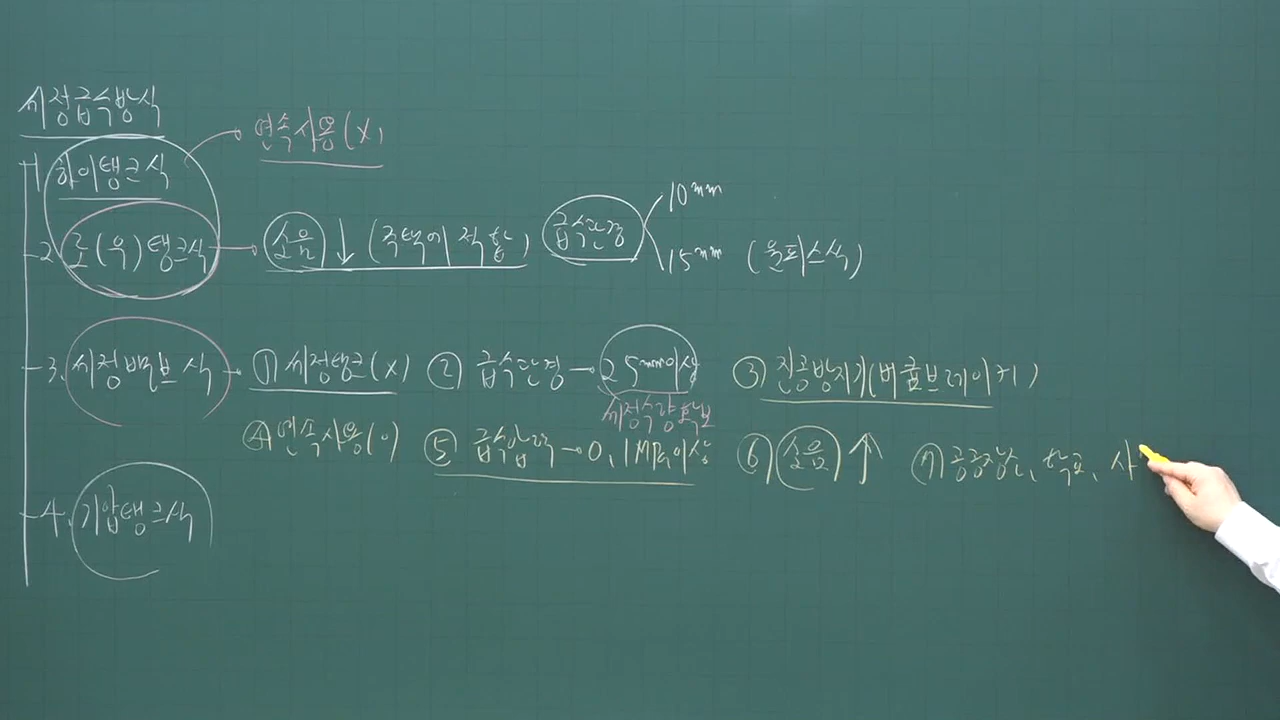 세정급수방식
1 하이탱크식
연속사용(X)
2. 로(우)탱크식
소음↓ (주택에 적합)
급수관경
10mm
15mm (올피스식)
3. 세정밸브식
① 세정탱크(X) ② 급수관경 → 25mm이상 ③ 진공방지기(버큠브레이커)
세정수량확보
④ 연속사용(O) ⑤ 급수압력 → 0.1MPa이상 ⑥ 소음↑ ⑦ 공공장소, 학교, 사
4. 기압탱크식